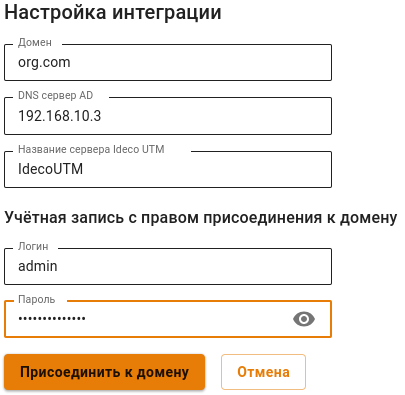 Настройка интеграции
Домен
org.com
DNS сервер AD
192.168.10.3
Название сервера Ideco UTM
IdecoUTM
Учётная запись с правом присоединения к домену
Логин
admin
Пароль
••••••••••••••
Присоединить к домену
Отмена